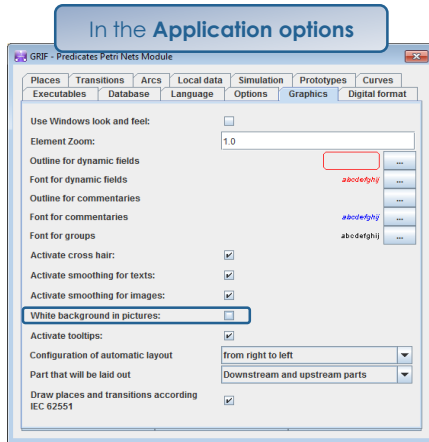 In the Application options
GRIF - Predicates Petri Nets Module
Places Transitions Arcs Local data Simulation Prototypes Curves
Executables Database Language Options Graphics Digital format
Use Windows look and feel:
Element Zoom: 1.0
Outline for dynamic fields ...
Font for dynamic fields abcdefghij ...
Outline for commentaries ...
Font for commentaries abcdefghij ...
Font for groups abcdefghij ...
Activate cross hair:
Activate smoothing for texts:
Activate smoothing for images:
White background in pictures:
Activate tooltips:
Configuration of automatic layout from right to left
Part that will be laid out Downstream and upstream parts
Draw places and transitions according
IEC 62551